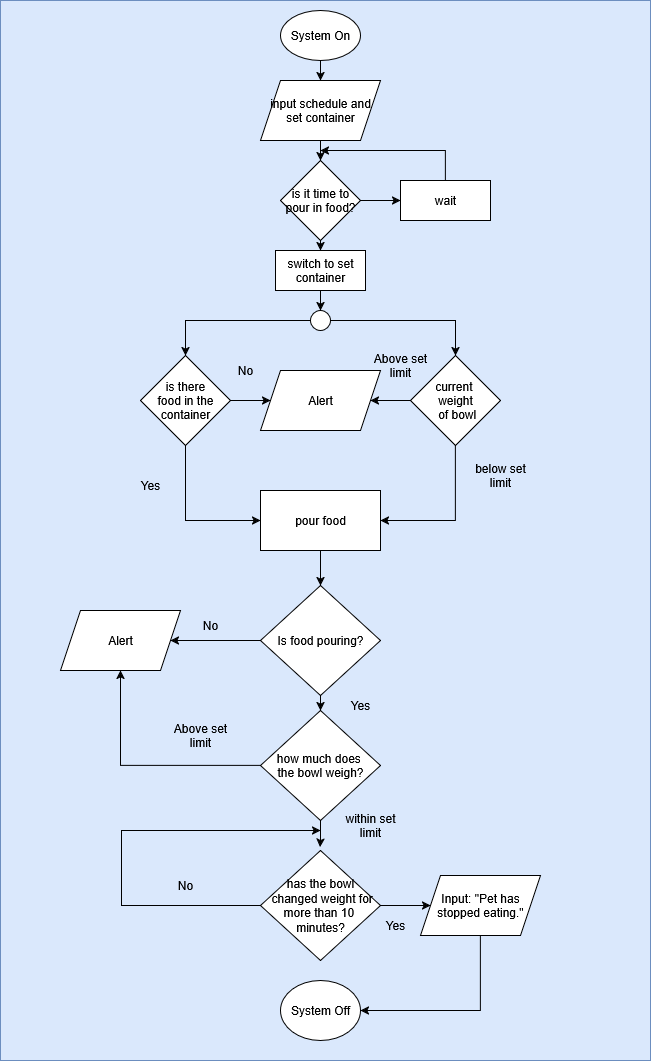 System On
input schedule and
set container
is it time to
pour in food?
wait
switch to set
container
is there
food in the
container
No
Alert
Above set
limit
current
weight
of bowl
Yes
below set
limit
pour food
Is food pouring?
No
Alert
Yes
Above set
limit
how much does
the bowl weigh?
within set
limit
has the bowl
changed weight for
more than 10
minutes?
No
Yes
Input: "Pet has
stopped eating."
System Off